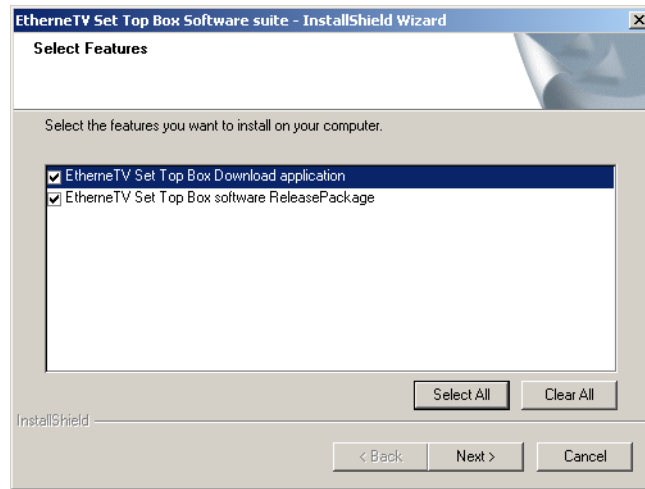 EtherneTV Set Top Box Software suite - InstallShield Wizard
Select Features
Select the features you want to install on your computer.
EtherneTV Set Top Box Download application
EtherneTV Set Top Box software ReleasePackage
Select All
Clear All
InstallShield
< Back
Next >
Cancel